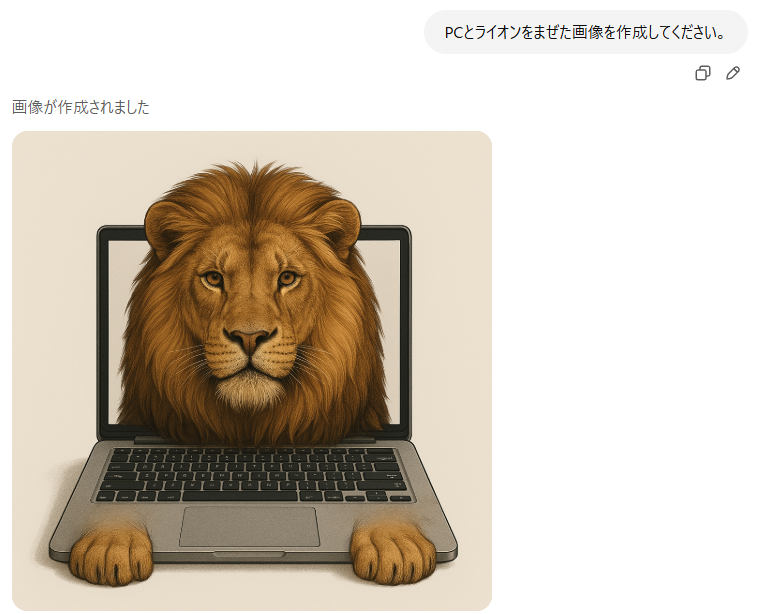 PCとライオンをまぜた画像を作成してください。
画像が作成されました